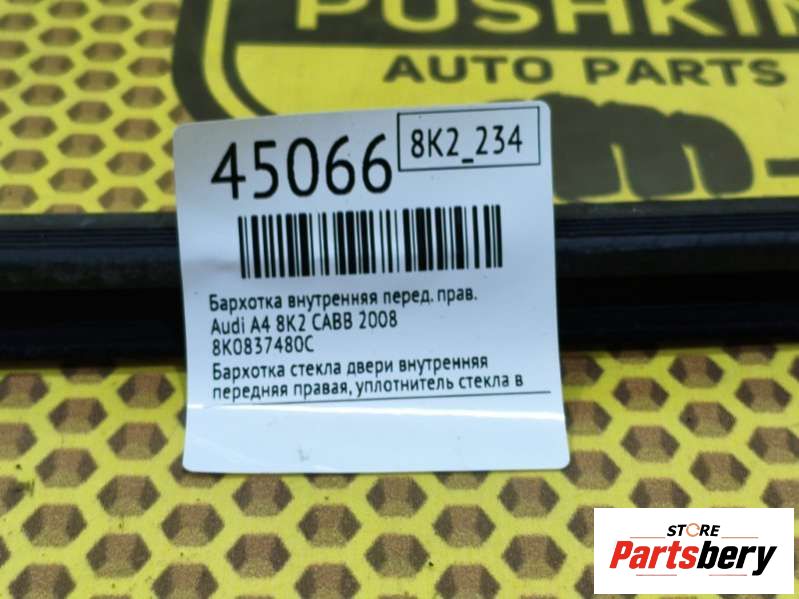 PUSHKIN
AUTO PARTS
45066
8K2_234
Бархотка внутренняя перед. прав.
Audi A4 8K2 CABB 2008
8K0837480C
Бархотка стекла двери внутренняя
передняя правая, уплотнитель стекла в
STORE
Partsbery